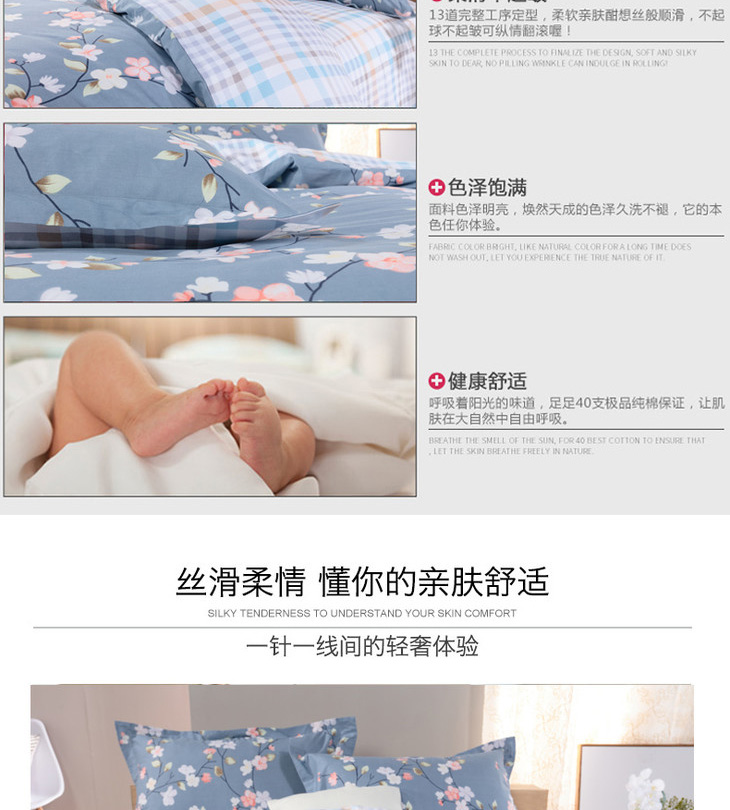 13道完整工序定型，柔软亲肤酣想丝般顺滑，不起
球不起皱可纵情翻滚喔！
13 THE COMPLETE PROCESS TO FINALIZE THE DESIGN, SOFT AND SILKY
SKIN TO DEAR, NO PILLING WRINKLE CAN INDULGE IN ROLLING!
色泽饱满
面料色泽明亮，焕然天成的色泽久洗不褪，它的本
色任你体验。
FABRIC COLOR BRIGHT, LIKE NATURAL COLOR FOR A LONG TIME DOES
NOT WASH OUT, LET YOU EXPERIENCE THE TRUE NATURE OF IT.
健康舒适
呼吸着阳光的味道，足足40支极品纯棉保证，让肌
肤在大自然中自由呼吸。
BREATHE THE SMELL OF THE SUN, FOR 40 BEST COTTON TO ENSURE THAT
, LET THE SKIN BREATHE FREELY IN NATURE.
丝滑柔情 懂你的亲肤舒适
SILKY TENDERNESS TO UNDERSTAND YOUR SKIN COMFORT
一针一线间的轻奢体验